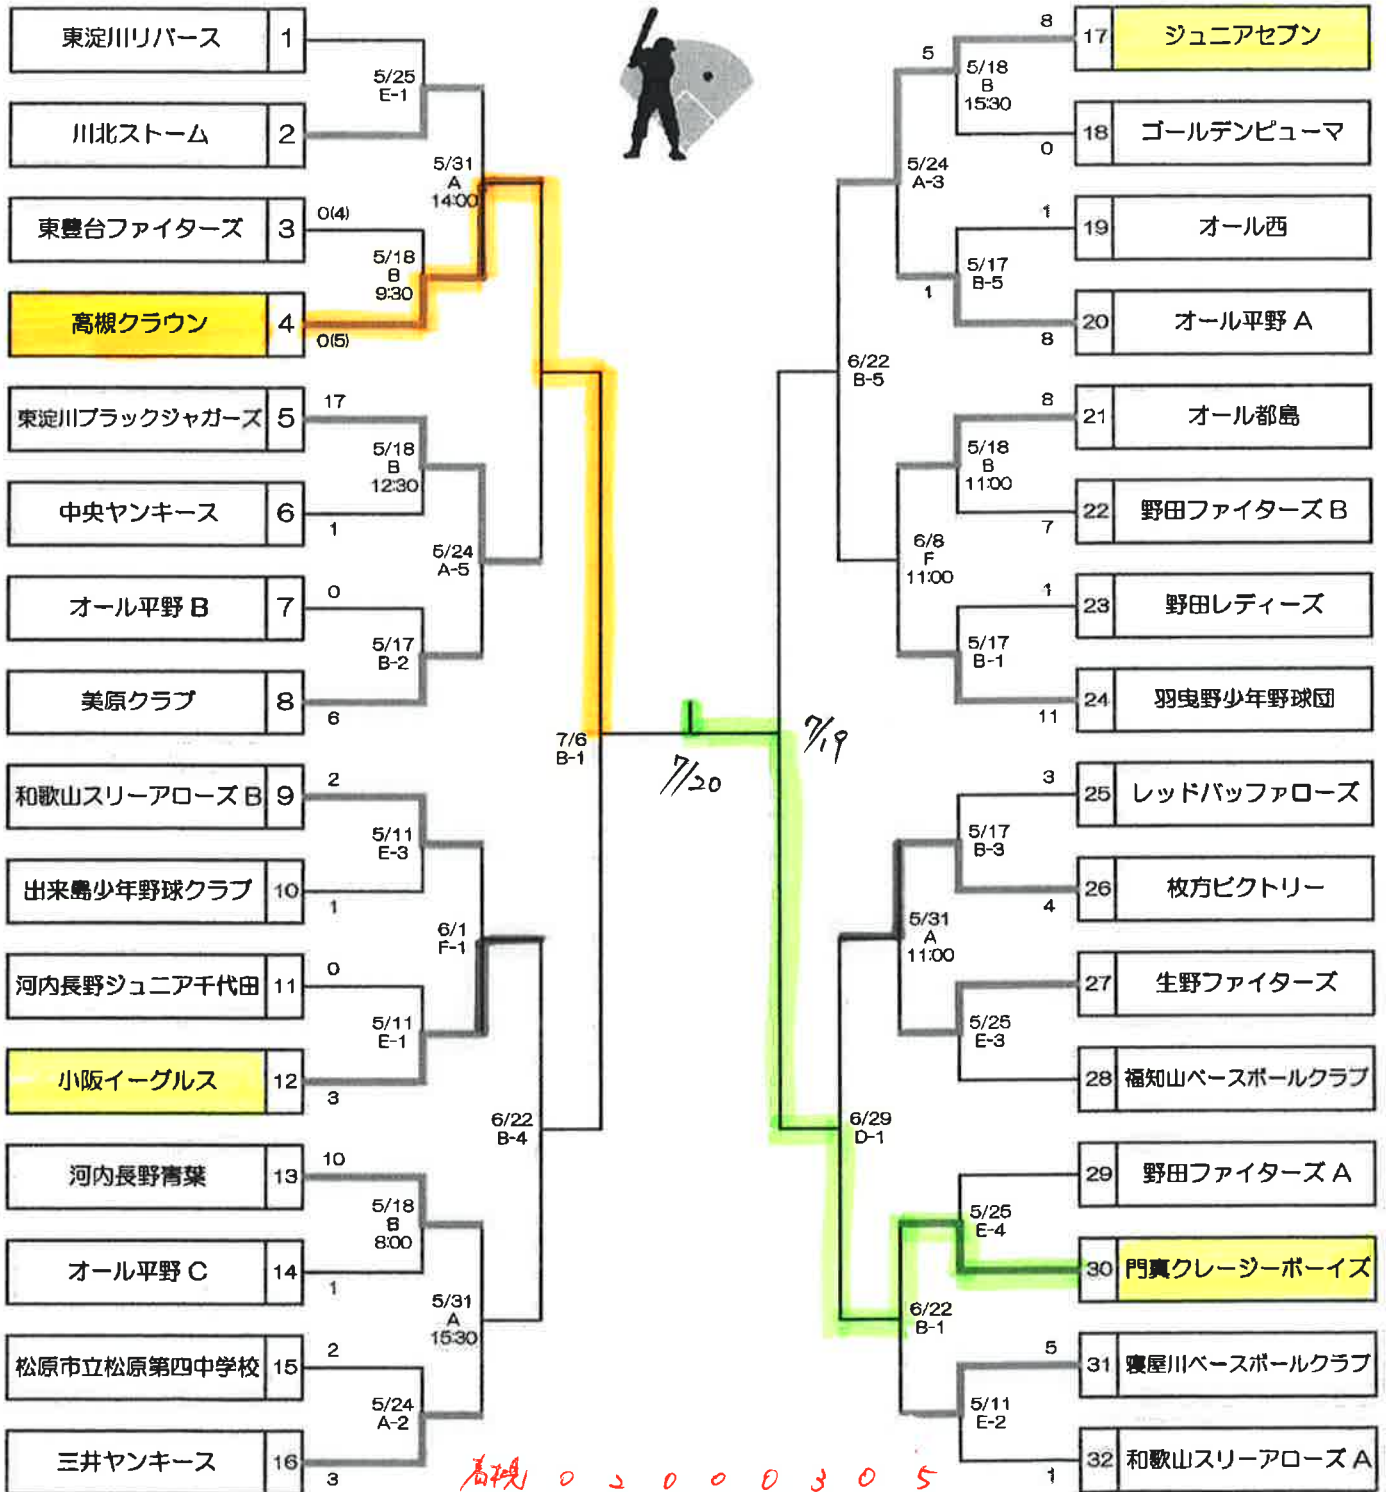 東淀川リバース 1
5/25
E-1
川北ストーム 2
5/31
A
14:00
東豊台ファイターズ 3 0(4)
5/18
B
9:30
高槻クラウン 4 0(5)
東淀川ブラックジャガーズ 5 17
5/18
B
12:30
中央ヤンキース 6 1
5/24
A-5
オール平野 B 7 0
5/17
B-2
美原クラブ 8 6
7/6
B-1
和歌山スリーアローズ B 9 2
5/11
E-3
出来島少年野球クラブ 10 1
6/1
F-1
河内長野ジュニア千代田 11 0
5/11
E-1
小阪イーグルス 12 3
6/22
B-4
河内長野青葉 13 10
5/18
B
8:00
オール平野 C 14 1
5/31
A
15:30
松原市立松原第四中学校 15 2
5/24
A-2
三井ヤンキース 16 3
7/20
7/19
8 17 ジュニアセブン
5
5/18
B
15:30
0 18 ゴールデンピューマ
5/24
A-3
1 19 オール西
5/17
B-5
1
8 20 オール平野 A
6/22
B-5
8 21 オール都島
5/18
B
11:00
7 22 野田ファイターズ B
6/8
F
11:00
1 23 野田レディーズ
5/17
B-1
11 24 羽曳野少年野球団
3 25 レッドバッファローズ
5/17
B-3
4 26 枚方ビクトリー
5/31
A
11:00
27 生野ファイターズ
5/25
E-3
28 福知山ベースボールクラブ
6/29
D-1
29 野田ファイターズ A
5/25
E-4
30 門真クレージーボーイズ
6/22
B-1
5 31 寝屋川ベースボールクラブ
5/11
E-2
1 32 和歌山スリーアローズ A
高槻 0 2 0 0 0 3 0 5